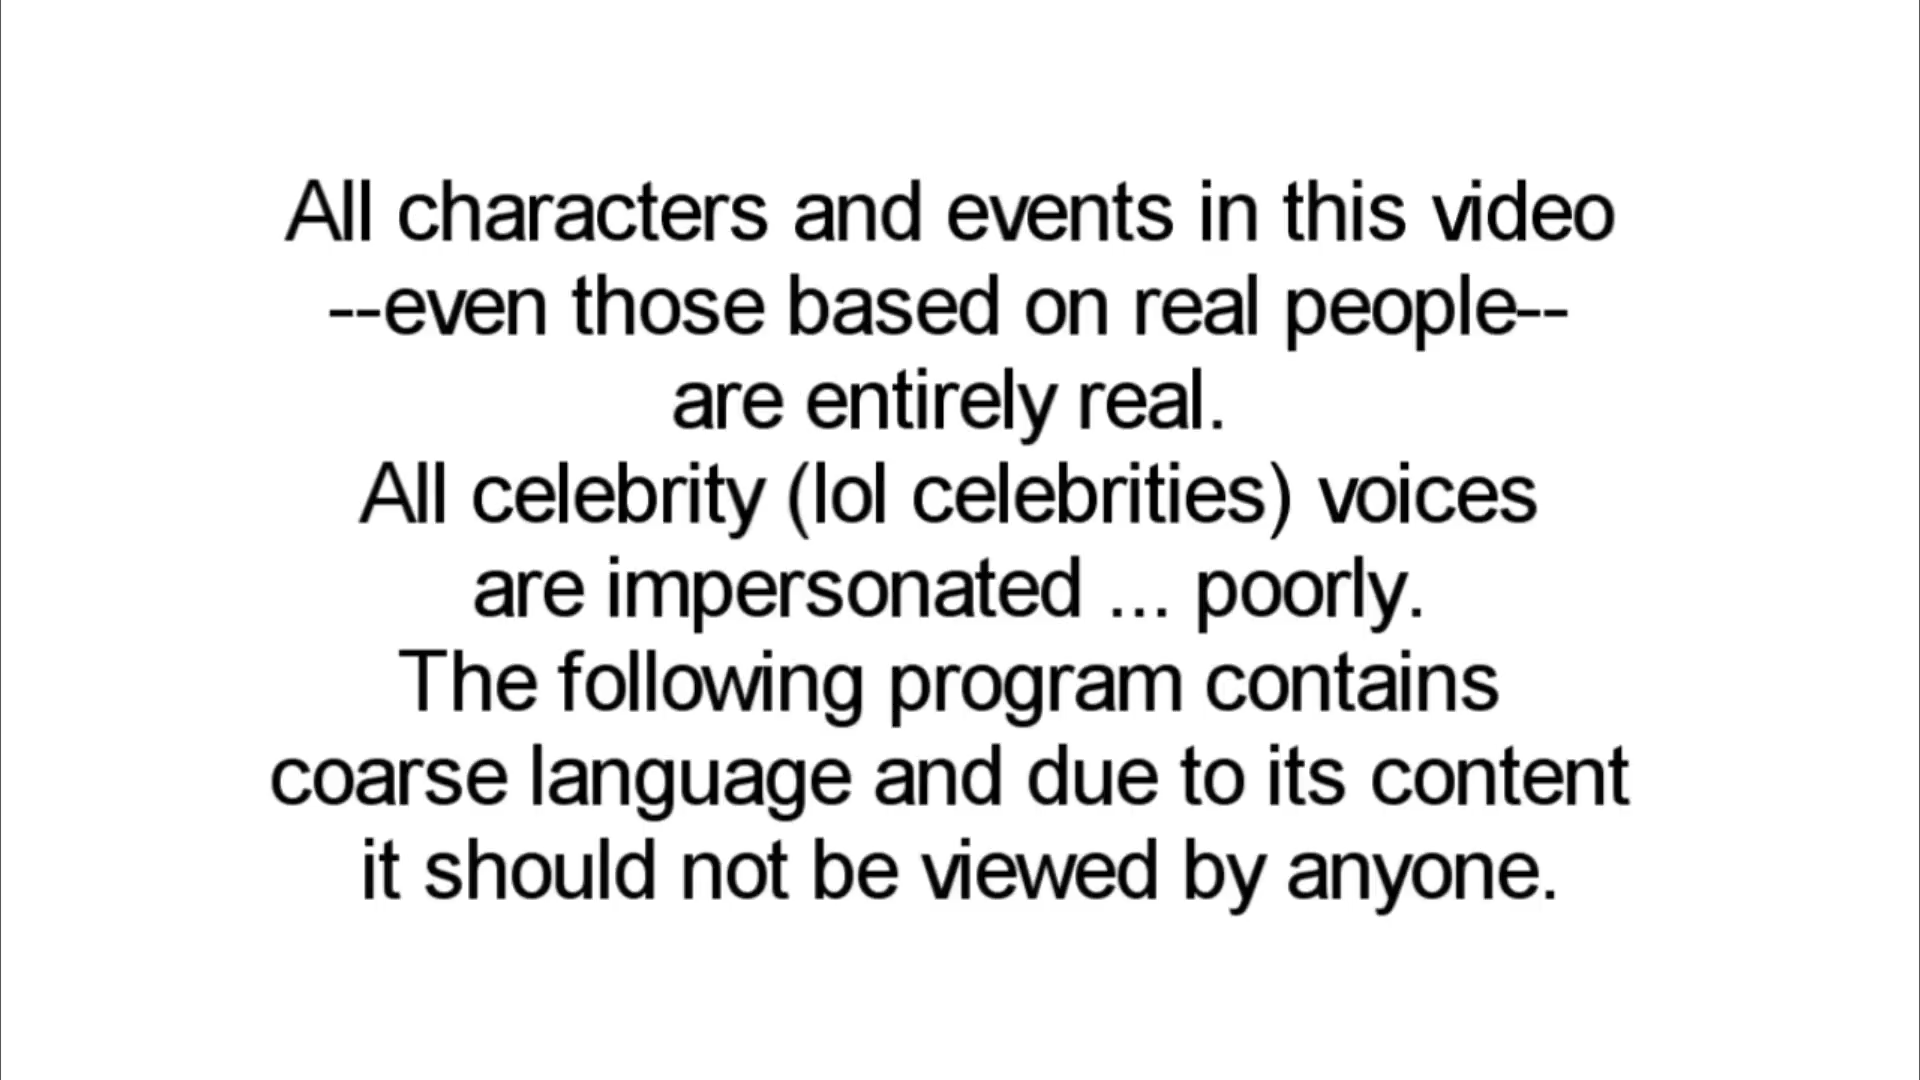 All characters and events in this video
--even those based on real people--
are entirely real.
All celebrity (lol celebrities) voices
are impersonated ... poorly.
The following program contains
coarse language and due to its content
it should not be viewed by anyone.